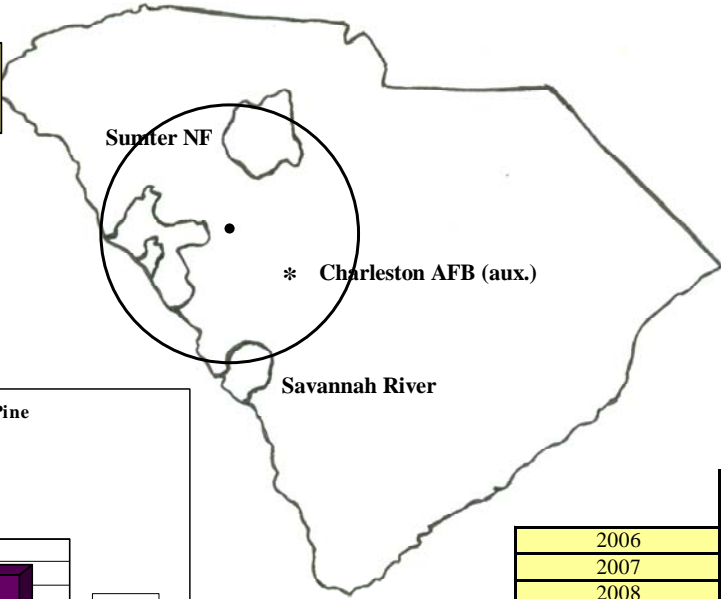 Sumter NF
* Charleston AFB (aux.)
Savannah River
Pine
2006
2007
2008